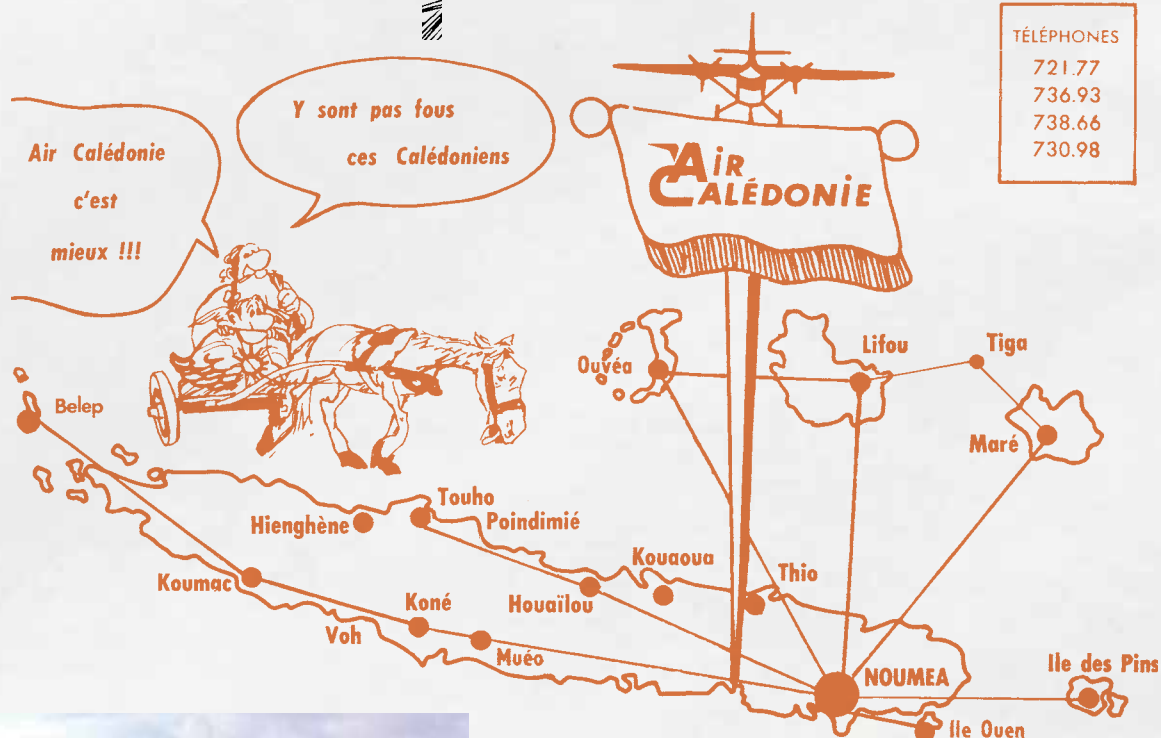 TÉLÉPHONES
721.77
736.93
738.66
730.98
Y sont pas fous
ces Calédoniens
Air Calédonie
c'est
mieux !!!
AIR
CALÉDONIE
Ouvéa
Lifou
Tiga
Maré
Belep
Touho
Hienghène
Poindimié
Kouaoua
Thio
Koumac
Koné
Houaïlou
Voh
Muéo
NOUMEA
Ile des Pins
Ile Ouen